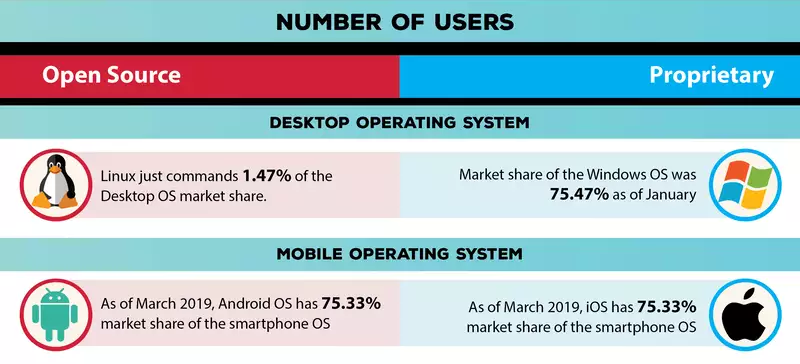 NUMBER OF USERS
Open Source
Proprietary
DESKTOP OPERATING SYSTEM
Linux just commands 1.47% of the
Desktop OS market share.
Market share of the Windows OS was
75.47% as of January
MOBILE OPERATING SYSTEM
As of March 2019, Android OS has 75.33%
market share of the smartphone OS
As of March 2019, iOS has 75.33%
market share of the smartphone OS